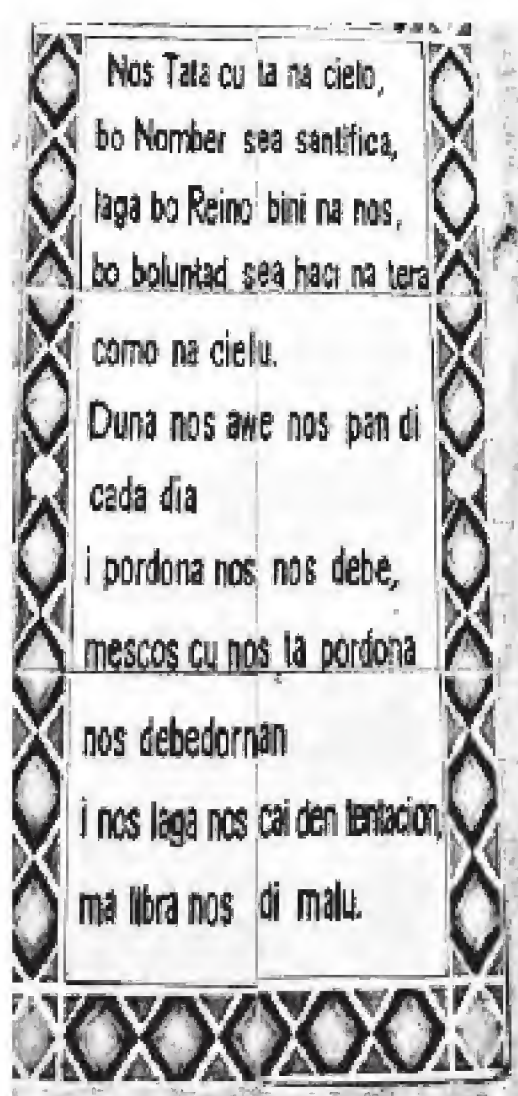 Nos Tata cu ta na cielo,
bo Nomber sea santifica,
laga bo Reino bini na nos,
bo boluntad sea haci na tera
como na cielu.
Duna nos awe nos pan di
cada dia
i pordona nos nos debe,
mescos cu nos ta pordona
nos debedornan
i nos laga nos cai den tentacion,
ma libra nos di malu.